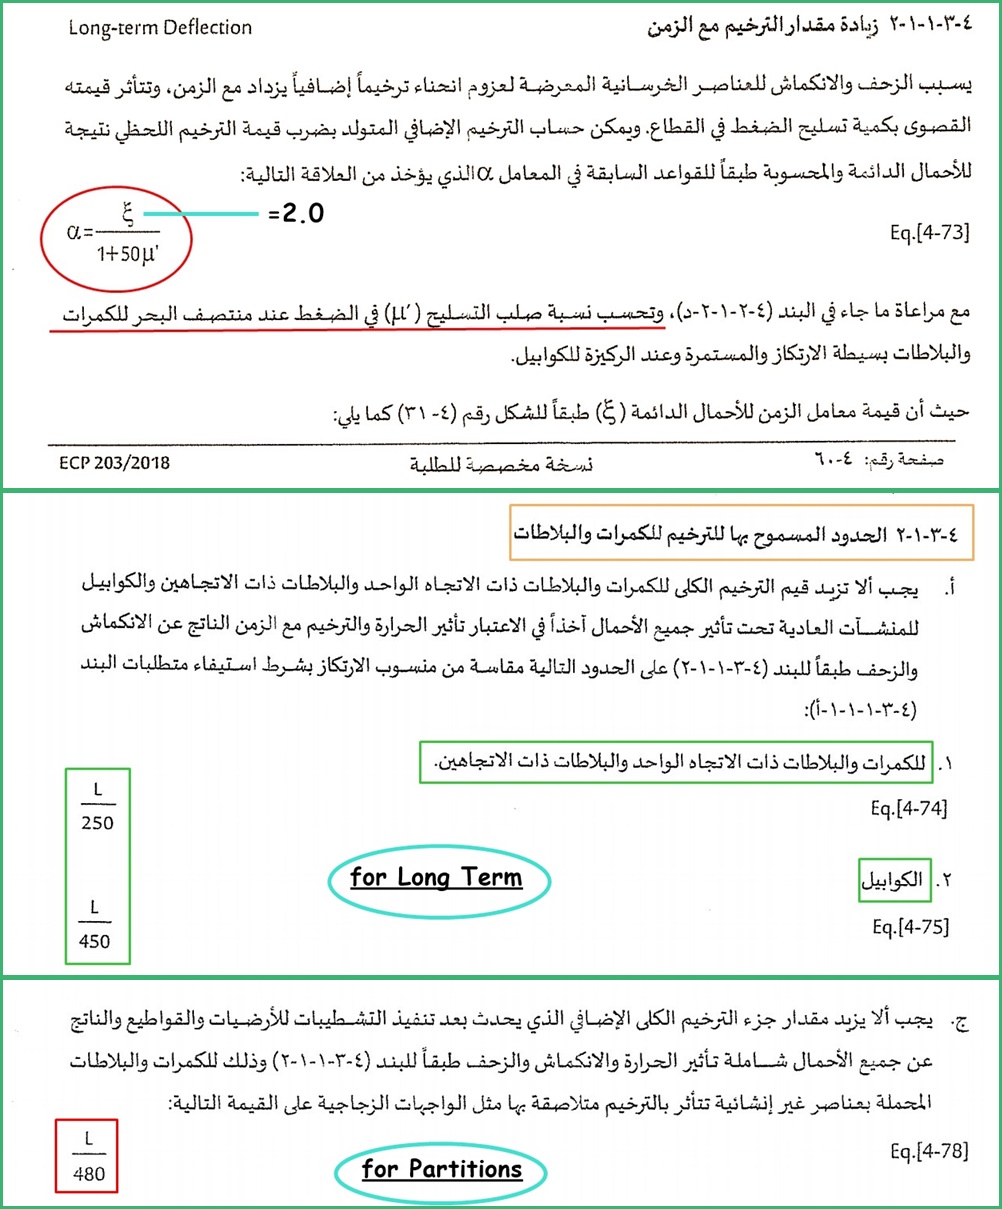 ٤-٣-١-١-٢ زيادة مقدار الترخيم مع الزمن Long-term Deflection
يسبب الزحف والانكماش للعناصر الخرسانية المعرضة لعزوم انحناء ترخيماً إضافياً يزداد مع الزمن، وتتأثر قيمته
القصوى بكمية تسليح الضغط في القطاع. ويمكن حساب الترخيم الإضافي المتولد بضرب قيمة الترخيم اللحظي نتيجة
للأحمال الدائمة والمحسوبة طبقاً للقواعد السابقة في المعامل α الذي يؤخذ من العلاقة التالية:
α = ξ / (1+50μ') =2.0
Eq.[4-73]
مع مراعاة ما جاء في البند (٤-٢-١-٢-د)، وتحسب نسبة صلب التسليح (μ′) في الضغط عند منتصف البحر للكمرات
والبلاطات بسيطة الارتكاز والمستمرة وعند الركيزة للكوابيل.
حيث أن قيمة معامل الزمن للأحمال الدائمة (ξ) طبقاً للشكل رقم (٤-٣١) كما يلي:
صفحة رقم: ٤-٦٠ نسخة مخصصة للطلبة ECP 203/2018
٤-٣-١-٢ الحدود المسموح بها للترخيم للكمرات والبلاطات
أ. يجب ألا تزيد قيم الترخيم الكلى للكمرات والبلاطات ذات الاتجاه الواحد والبلاطات ذات الاتجاهين والكوابيل
للمنشآت العادية تحت تأثير جميع الأحمال آخذاً في الاعتبار تأثير الحرارة والترخيم مع الزمن الناتج عن الانكماش
والزحف طبقاً للبند (٤-٣-١-١-٢) على الحدود التالية مقاسة من منسوب الارتكاز بشرط استيفاء متطلبات البند
(٤-٣-١-١-١-أ):
١. للكمرات والبلاطات ذات الاتجاه الواحد والبلاطات ذات الاتجاهين.
L
250
Eq.[4-74]
for Long Term
٢. الكوابيل
L
450
Eq.[4-75]
ج. يجب ألا يزيد مقدار جزء الترخيم الكلى الإضافي الذي يحدث بعد تنفيذ التشطيبات للأرضيات والقواطيع والناتج
عن جميع الأحمال شاملة تأثير الحرارة والانكماش والزحف طبقاً للبند (٤-٣-١-١-٢) وذلك للكمرات والبلاطات
المحملة بعناصر غير إنشائية تتأثر بالترخيم متلاصقة بها مثل الواجهات الزجاجية على القيمة التالية:
L
480
Eq.[4-78]
for Partitions